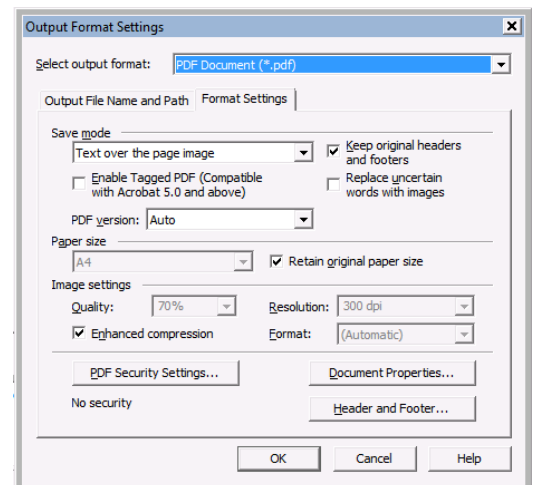 Output Format Settings
Select output format: PDF Document (*.pdf)
Output File Name and Path Format Settings
Save mode
Text over the page image
Keep original headers
and footers
Enable Tagged PDF (Compatible
with Acrobat 5.0 and above)
Replace uncertain
words with images
PDF version: Auto
Paper size
A4
Retain original paper size
Image settings
Quality: 70% Resolution: 300 dpi
Enhanced compression Format: (Automatic)
PDF Security Settings... Document Properties...
No security
Header and Footer...
OK Cancel Help